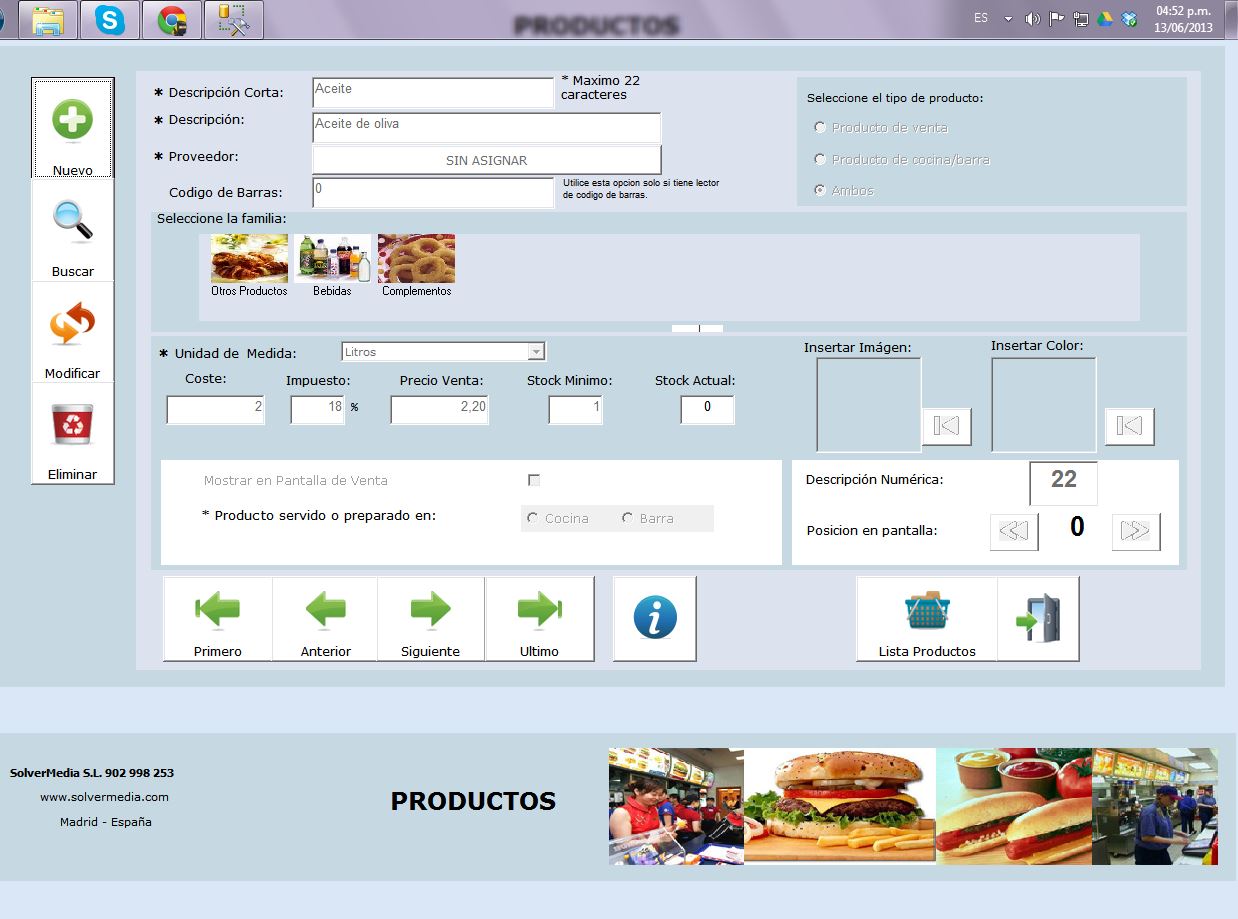 PRODUCTOS
ES
04:52 p.m.
13/06/2013
Nuevo
Buscar
Modificar
Eliminar
* Descripción Corta:
Aceite
* Maximo 22
caracteres
* Descripción:
Aceite de oliva
* Proveedor:
SIN ASIGNAR
Codigo de Barras:
0
Utilice esta opcion solo si tiene lector
de codigo de barras.
Seleccione el tipo de producto:
Producto de venta
Producto de cocina/barra
Ambos
Seleccione la familia:
Otros Productos
Bebidas
Complementos
* Unidad de Medida:
Litros
Coste:
Impuesto:
Precio Venta:
Stock Minimo:
Stock Actual:
2
18 %
2,20
1
0
Insertar Imágen:
Insertar Color:
Mostrar en Pantalla de Venta
* Producto servido o preparado en:
Cocina
Barra
Descripción Numérica:
22
Posicion en pantalla:
0
Primero
Anterior
Siguiente
Ultimo
Lista Productos
SolverMedia S.L. 902 998 253
www.solvermedia.com
Madrid - España
PRODUCTOS